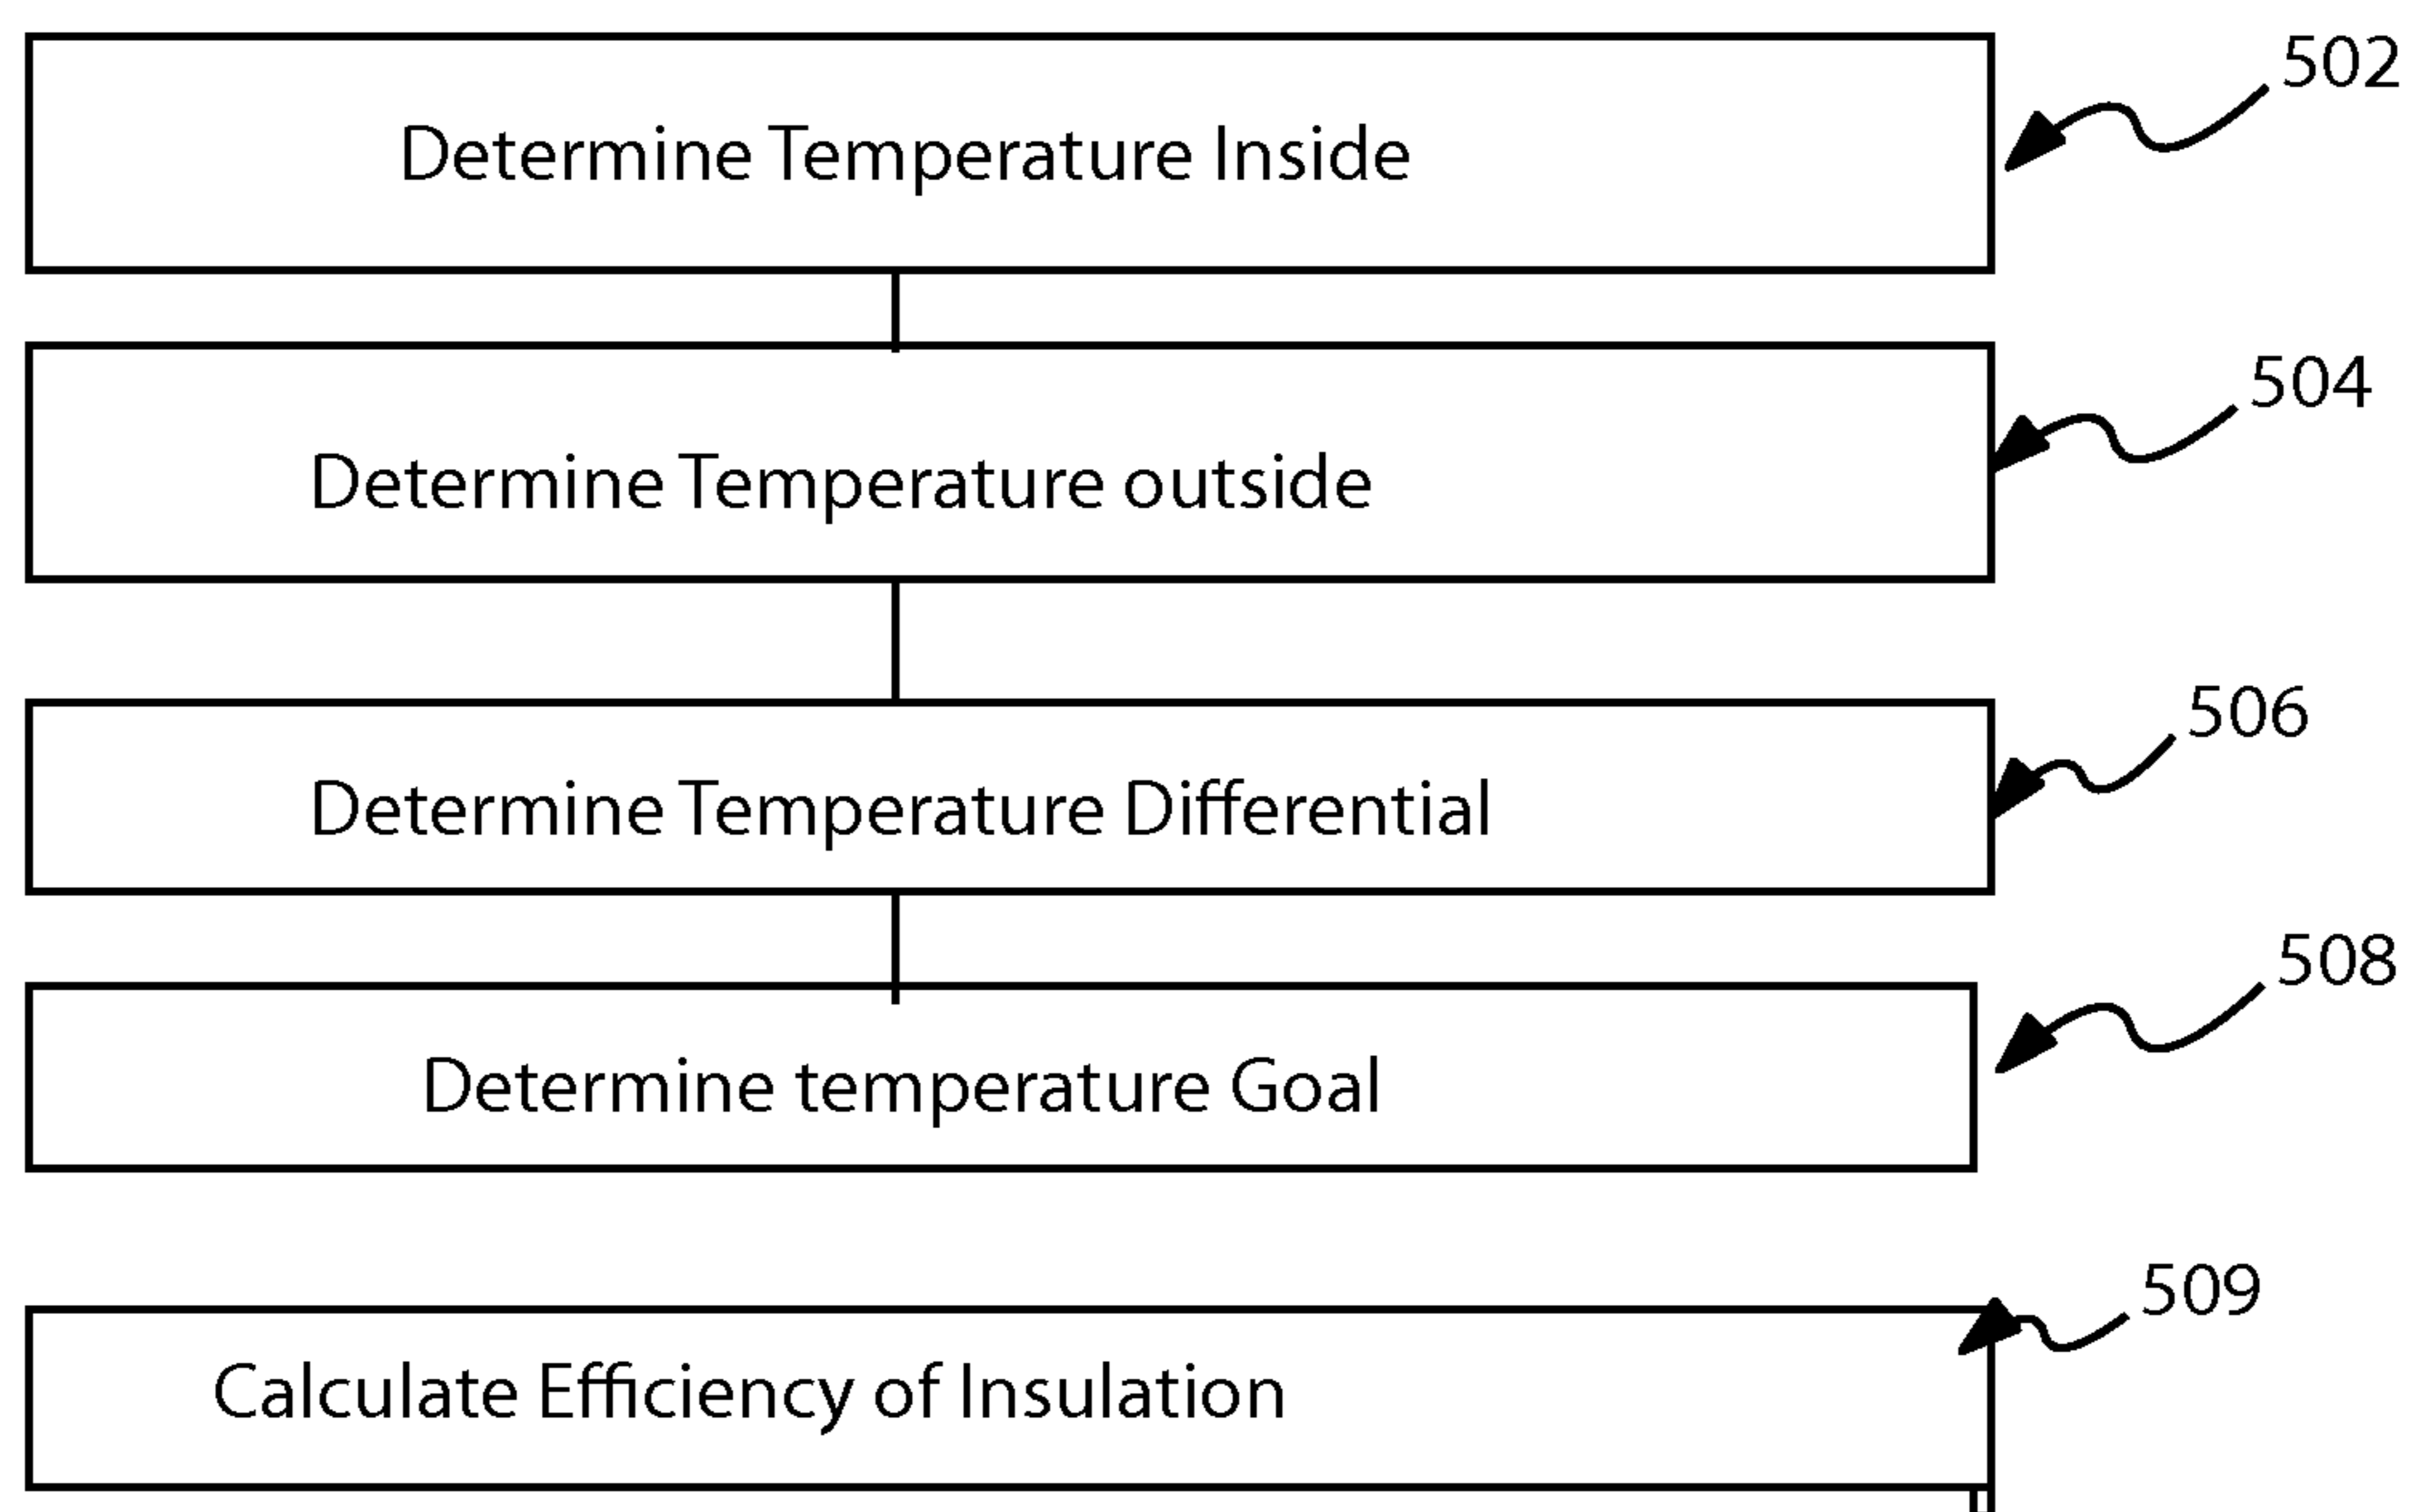 502
Determine Temperature Inside
504
Determine Temperature outside
506
Determine Temperature Differential
508
Determine temperature Goal
509
Calculate Efficiency of Insulation